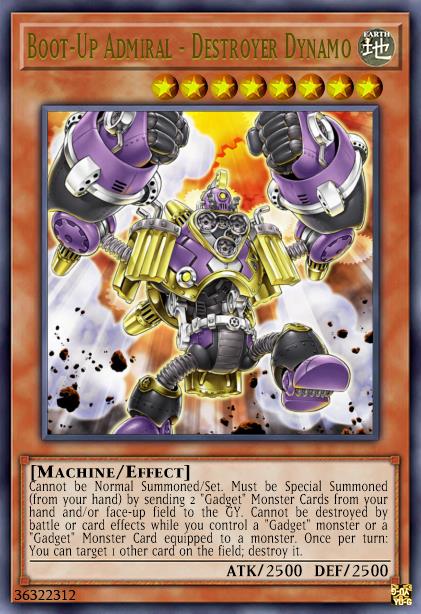 Boot-Up Admiral - Destroyer Dynamo
EARTH
地
[Machine/Effect]
Cannot be Normal Summoned/Set. Must be Special Summoned
(from your hand) by sending 2 "Gadget" Monster Cards from your
hand and/or face-up field to the GY. Cannot be destroyed by
battle or card effects while you control a "Gadget" monster or a
"Gadget" Monster Card equipped to a monster. Once per turn:
You can target 1 other card on the field; destroy it.
ATK/2500 DEF/2500
36322312